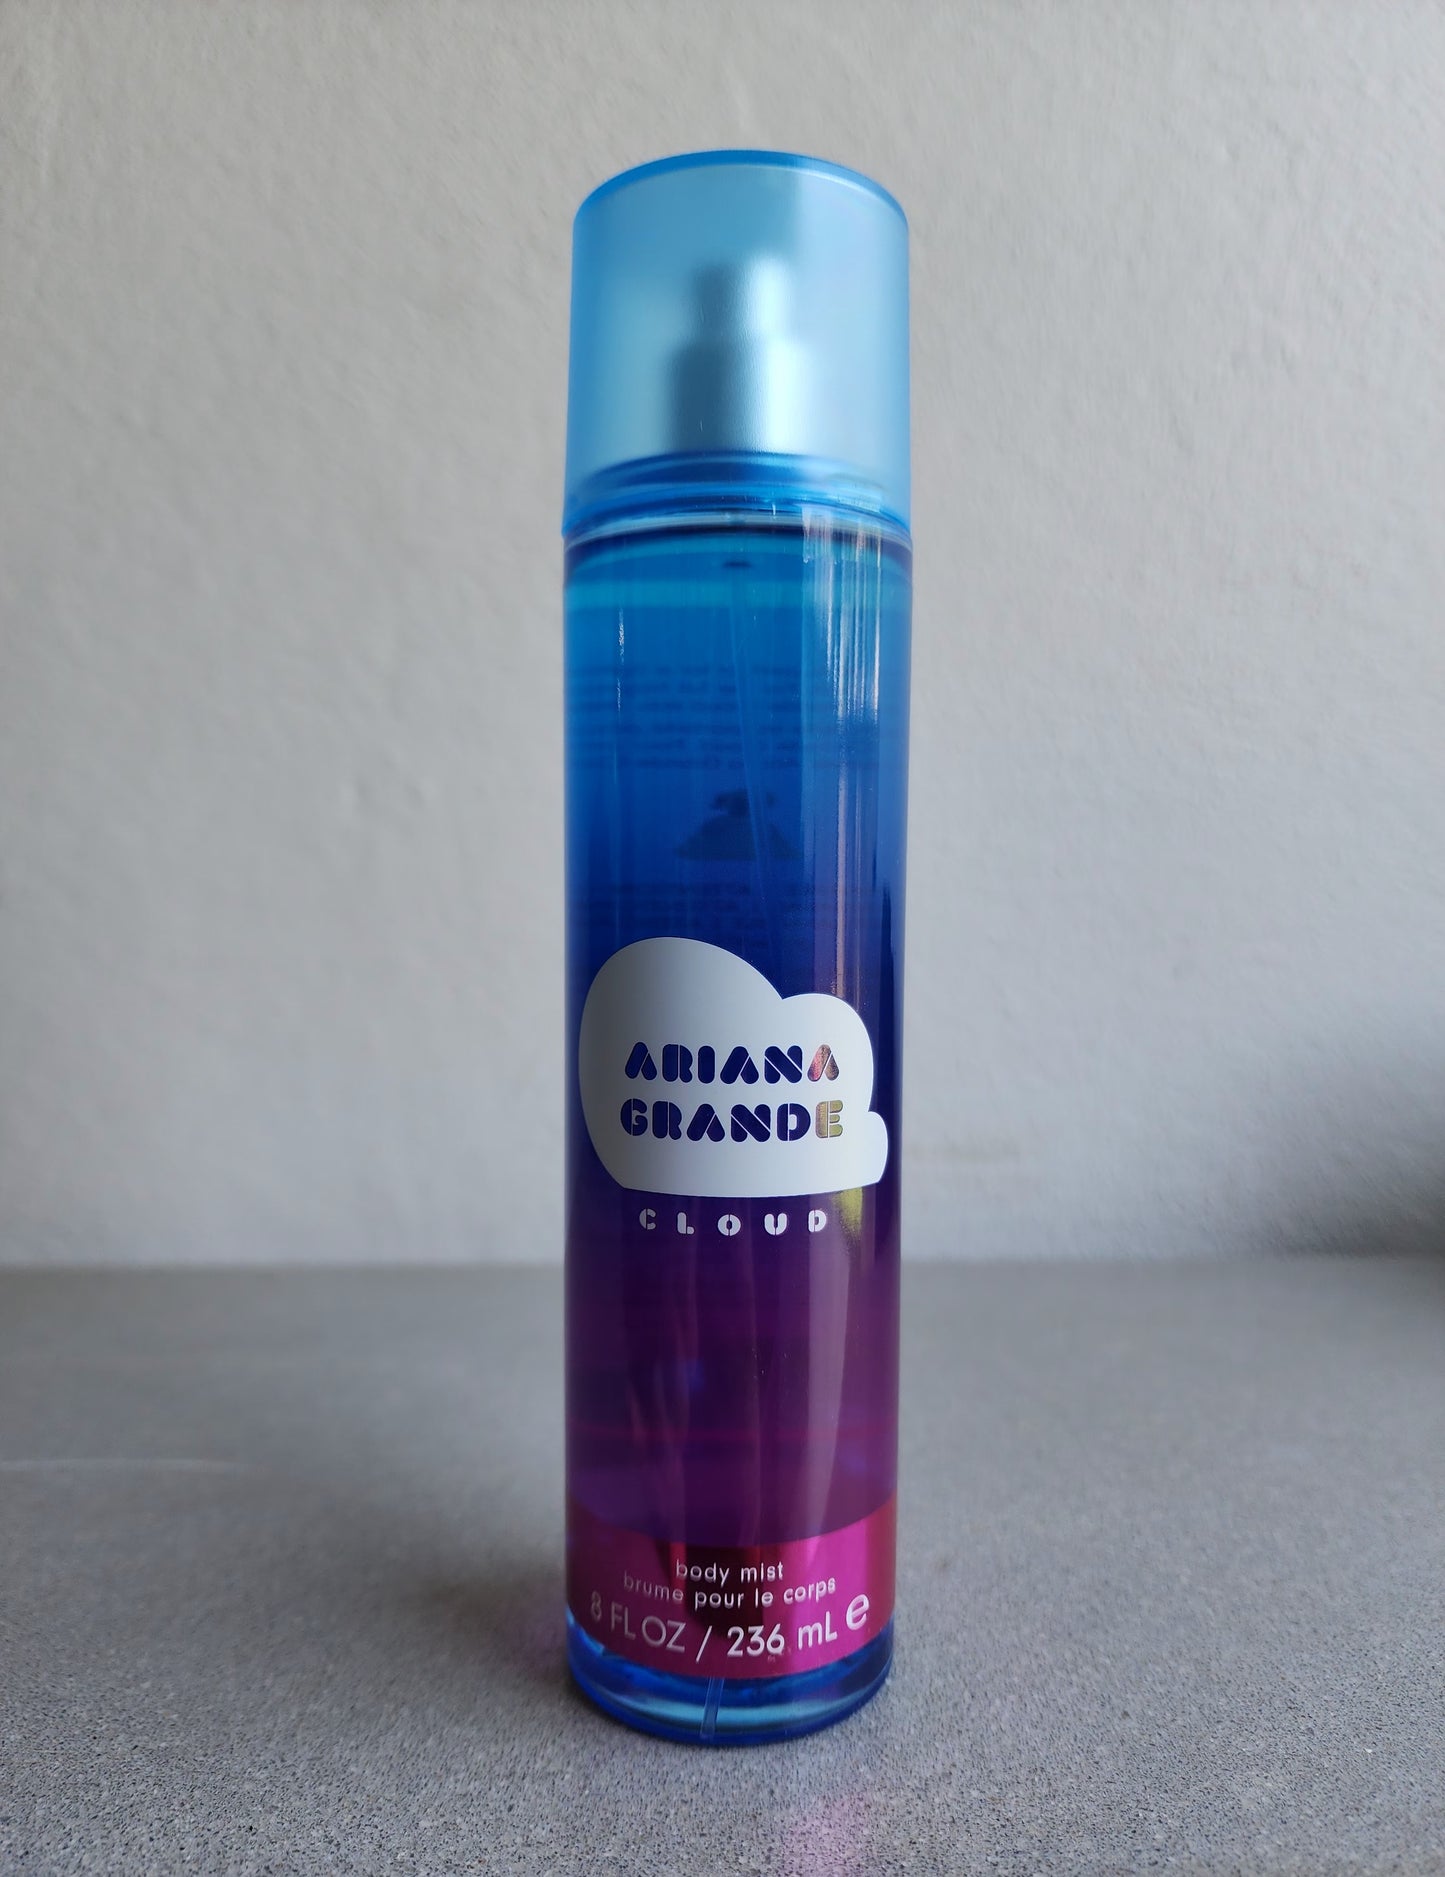 ARIANA
GRANDE
CLOUD
body mist
brume pour le corps
8 FL OZ / 236 mL e